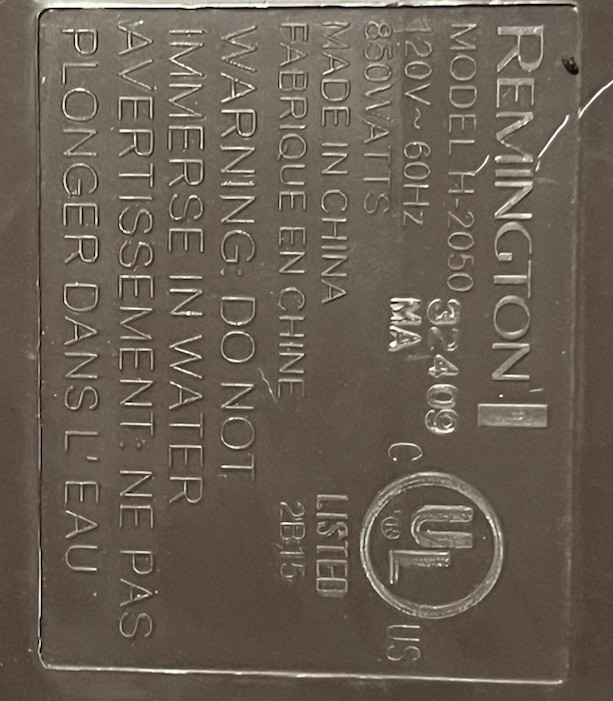 REMINGTON
MODEL H-2050
120V~ 60Hz
850WATTS
MADE IN CHINA
FABRIQUE EN CHINE
WARNING: DO NOT
IMMERSE IN WATER
AVERTISSEMENT: NE PAS
PLONGER DANS L'EAU
32409
MA
C UL ® US
LISTED
2B15